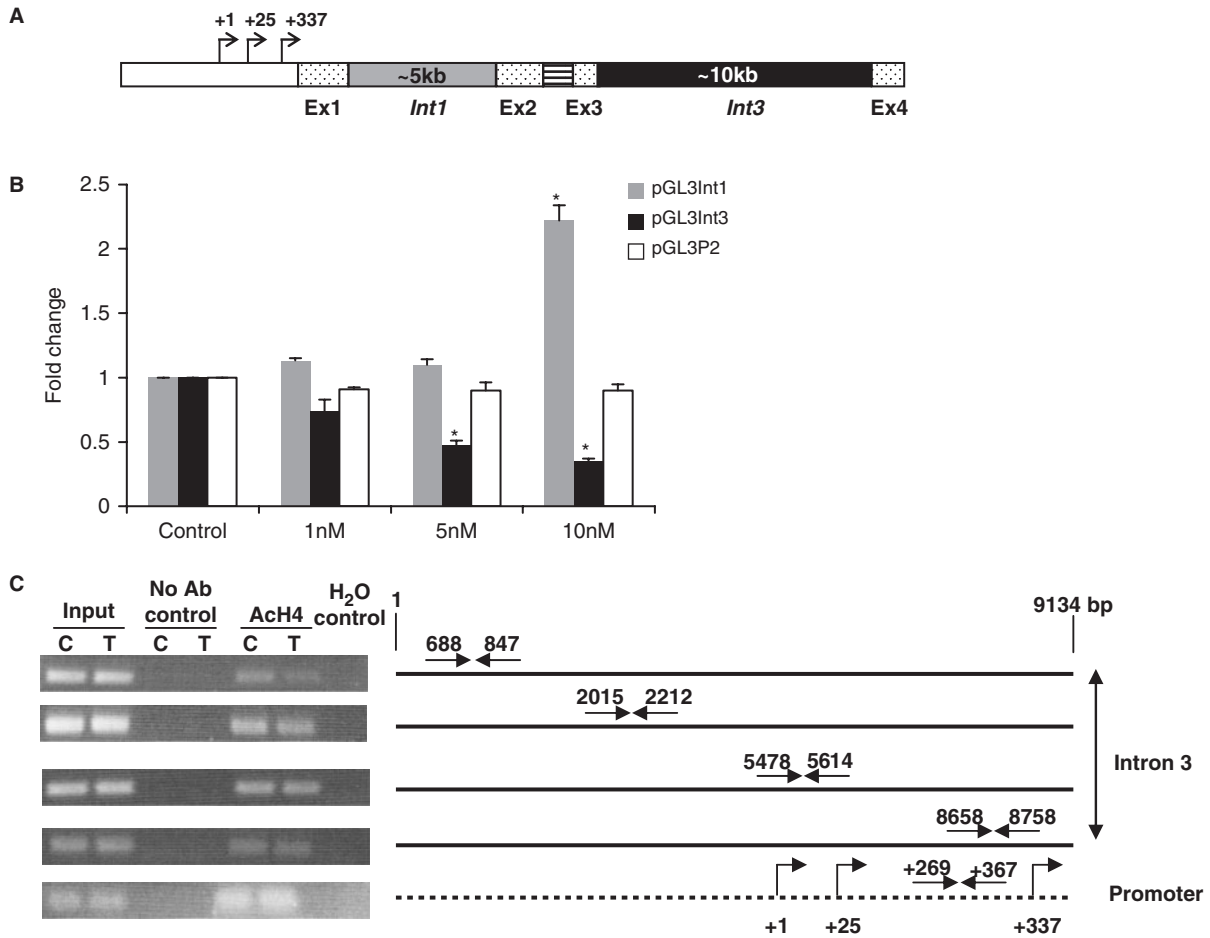 A
+1 +25 +337
~5kb ~10kb
Ex1 Int1 Ex2 Ex3 Int3 Ex4
B
Fold change
2.5
2
1.5
1
0.5
0
* * *
Control 1nM 5nM 10nM
pGL3Int1
pGL3Int3
pGL3P2
C
Input No Ab control AcH4 H2O control
C T C T C T
1 9134 bp
688 847
2015 2212
5478 5614
8658 8758
Intron 3
+269 +367
Promoter
+1 +25 +337